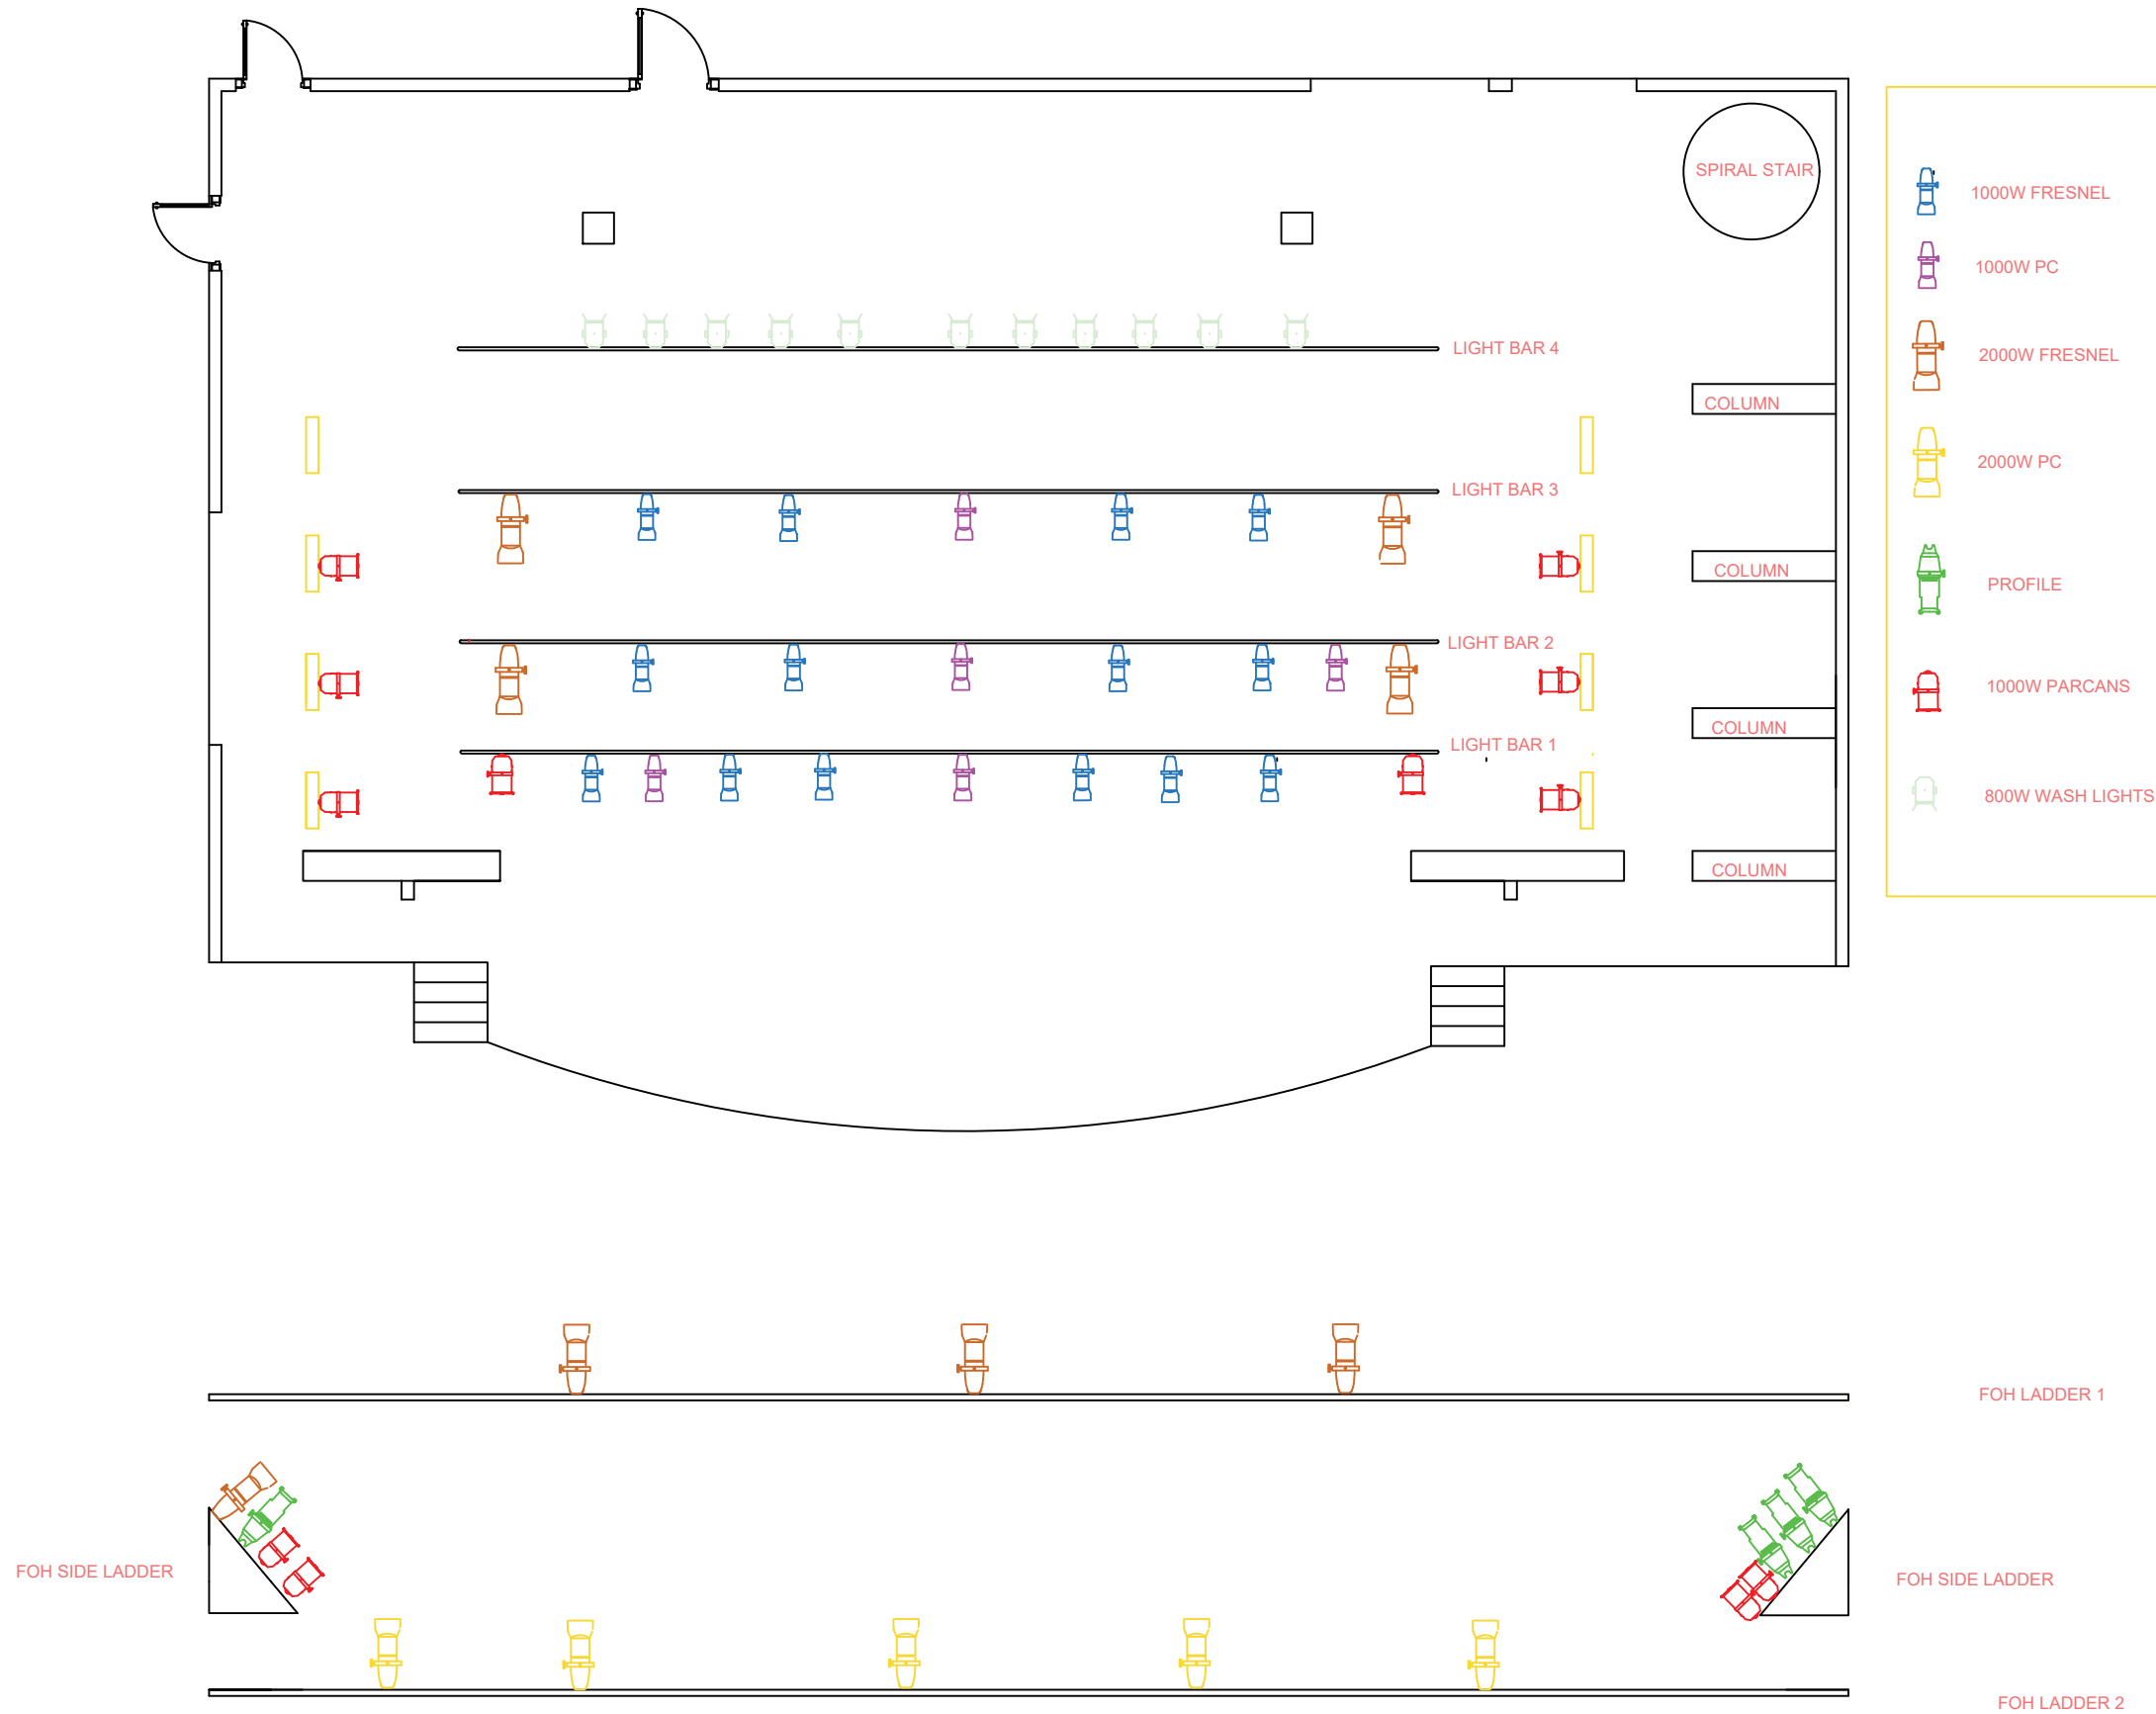 SPIRAL STAIR
1000W FRESNEL
1000W PC
LIGHT BAR 4
2000W FRESNEL
COLUMN
2000W PC
LIGHT BAR 3
COLUMN
PROFILE
LIGHT BAR 2
1000W PARCANS
COLUMN
LIGHT BAR 1
800W WASH LIGHTS
COLUMN
FOH LADDER 1
FOH SIDE LADDER
FOH SIDE LADDER
FOH LADDER 2